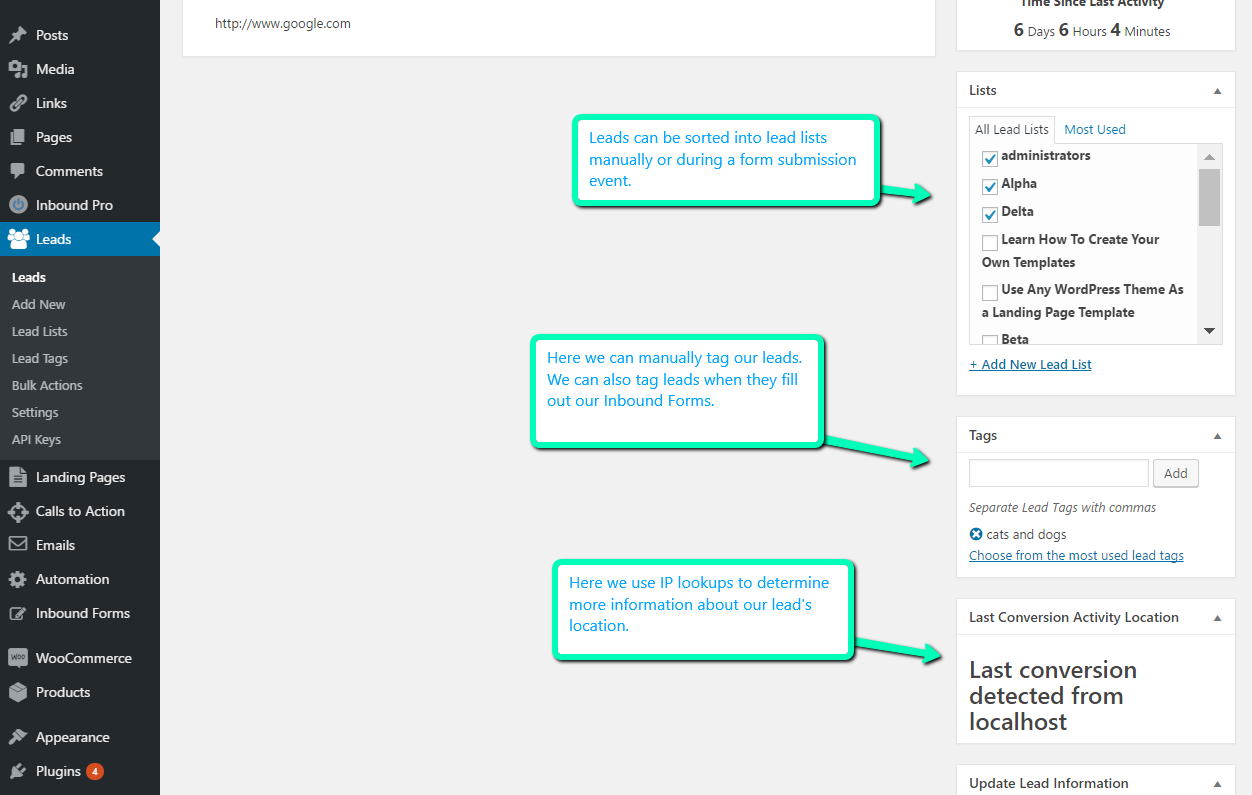 Posts
Media
Links
Pages
Comments
Inbound Pro
Leads
Leads
Add New
Lead Lists
Lead Tags
Bulk Actions
Settings
API Keys
Landing Pages
Calls to Action
Emails
Automation
Inbound Forms
WooCommerce
Products
Appearance
Plugins 4
http://www.google.com
Leads can be sorted into lead lists
manually or during a form submission
event.
Here we can manually tag our leads.
We can also tag leads when they fill
out our Inbound Forms.
Here we use IP lookups to determine
more information about our lead's
location.
Time Since Last Activity
6 Days 6 Hours 4 Minutes
Lists
All Lead Lists Most Used
administrators
Alpha
Delta
Learn How To Create Your
Own Templates
Use Any WordPress Theme As
a Landing Page Template
Beta
+ Add New Lead List
Tags
Add
Separate Lead Tags with commas
cats and dogs
Choose from the most used lead tags
Last Conversion Activity Location
Last conversion
detected from
localhost
Update Lead Information